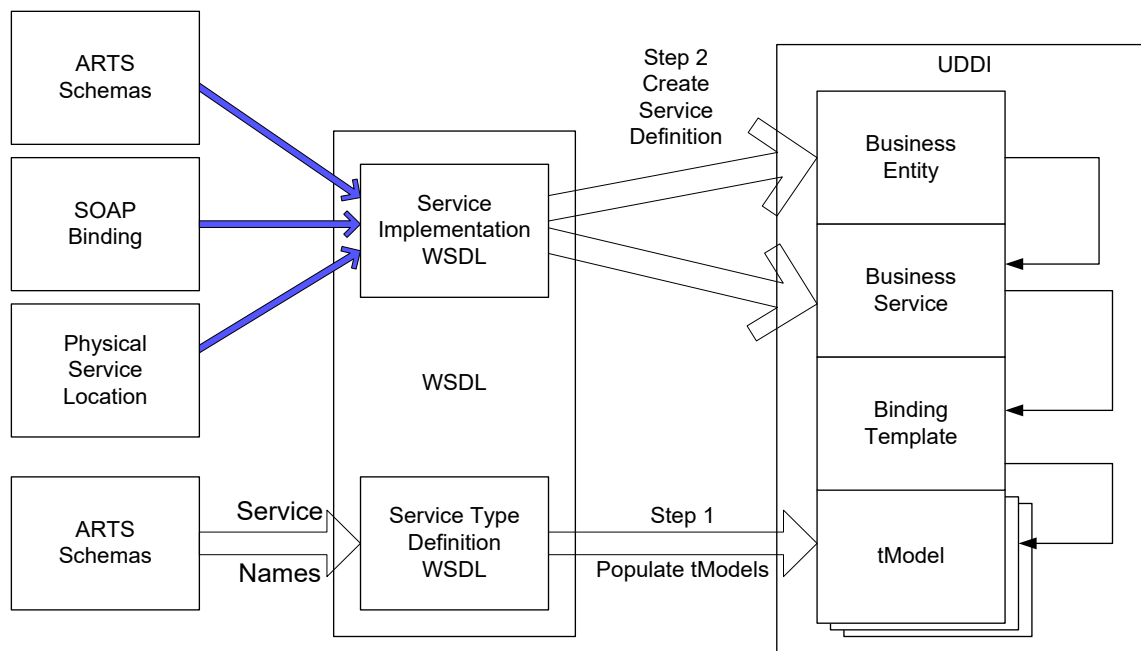 ARTS
Schemas
SOAP
Binding
Physical
Service
Location
ARTS
Schemas
Service
Names
Service
Implementation
WSDL
WSDL
Service Type
Definition
WSDL
Step 2
Create
Service
Definition
Step 1
Populate tModels
UDDI
Business
Entity
Business
Service
Binding
Template
tModel